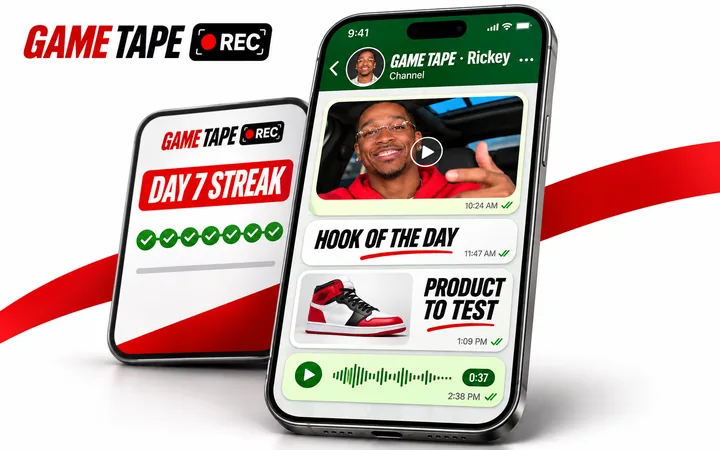 GAME TAPE REC
GAME TAPE REC
DAY 7 STREAK
9:41
GAME TAPE · Rickey
Channel
10:24 AM
HOOK OF THE DAY
11:47 AM
PRODUCT
TO TEST
1:09 PM
0:37
2:38 PM